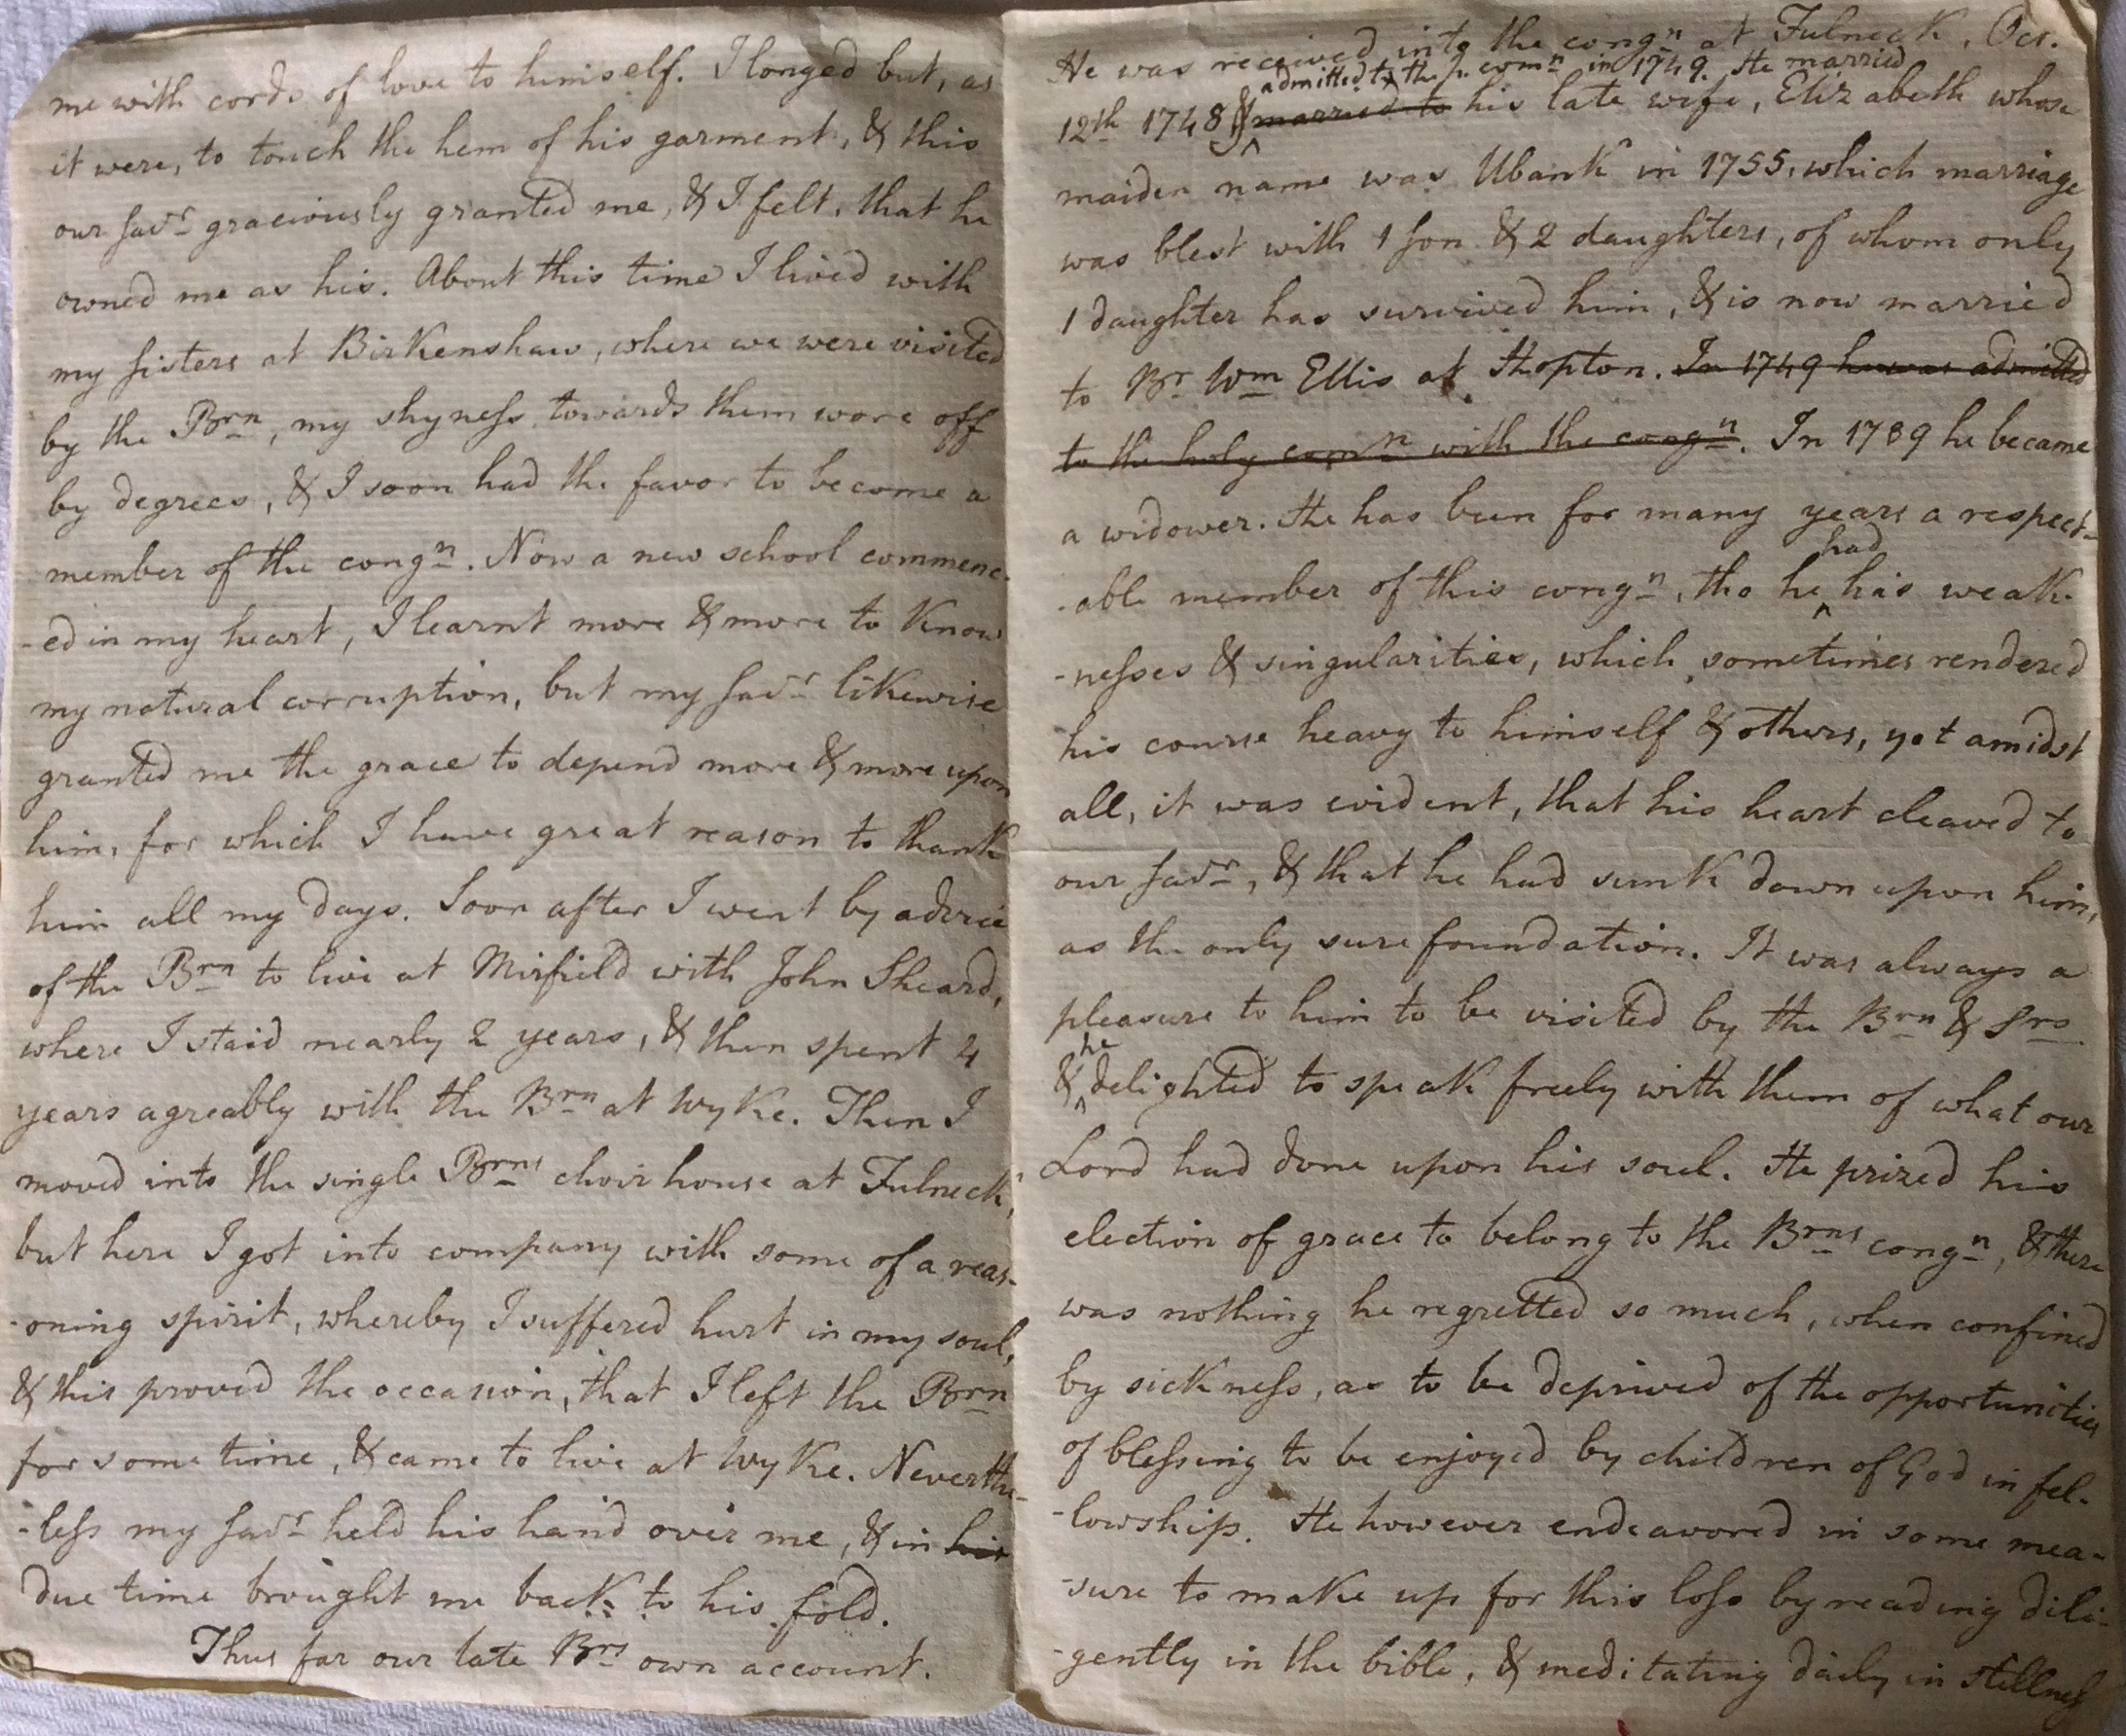 me with cords of love to himself. I longed but, as
it were, to touch the hem of his garment, & this
our Savr graciously granted me, & I felt, that he
owned me as his. About this time I lived with
my sisters at Birkenshaw, where we were visited
by the Brn, my shyness towards them wore off
by degrees, & I soon had the favor to become a
member of the congn. Now a new school commenc-
-ed in my heart, I learnt more & more to know
my natural corruption, but my Savr likewise
granted me the grace to depend more & more upon
him, for which I have great reason to thank
him all my days. Soon after I went by advice
of the Brn to live at Mirfield with John Sheard,
where I staid nearly 2 years, & then spent 4
years agreably with the Brn at Wyke. Then I
moved into the single Brns choir house at Fulneck,
but here I got into company with some of a reas-
-oning spirit, whereby I suffered hurt in my soul,
& this proved the occasion, that I left the Brn
for some time, & came to live at Wyke. Neverthe-
-less my Savr held his hand over me, & in his
due time brought me back to his fold.
Thus far our late Brs own account.
He was received into the congn at Fulneck, Oct.
admitted to the h. comn in 1749. He married
12th 1748 & married to his late wife, Elizabeth whose
maiden name was Ubank in 1755, which marriage
was blest with 1 son & 2 daughters, of whom only
1 daughter has survived him, & is now married
to Br Wm Ellis at Hopton. In 1749 he was admitted
to the holy comn with the congn. In 1789 he became
a widower. He has been for many years a respect-
had
-able member of this congn, tho he his weak-
-nesses & singularities, which sometimes rendered
his course heavy to himself & others, yet amidst
all, it was evident, that his heart cleaved to
our Savr, & that he had sunk down upon him,
as the only sure foundation. It was always a
pleasure to him to be visited by the Brn & Srs
he
& delighted to speak freely with them of what our
Lord had done upon his soul. He prized his
election of grace to belong to the Brns congn, & there
was nothing he regretted so much, when confined
by sickness, as to be deprived of the opportunities
of blessing to be enjoyed by children of God in fel-
-lowship. He however endeavored in some mea-
-sure to make up for this loss by reading dili-
-gently in the bible, & meditating daily in stillness